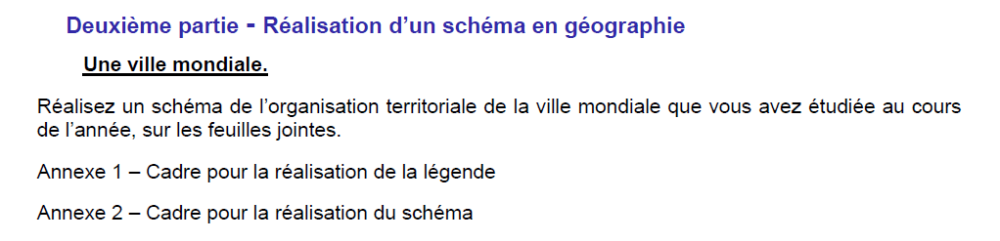 Deuxième partie - Réalisation d’un schéma en géographie
Une ville mondiale.
Réalisez un schéma de l’organisation territoriale de la ville mondiale que vous avez étudiée au cours
de l’année, sur les feuilles jointes.
Annexe 1 – Cadre pour la réalisation de la légende
Annexe 2 – Cadre pour la réalisation du schéma